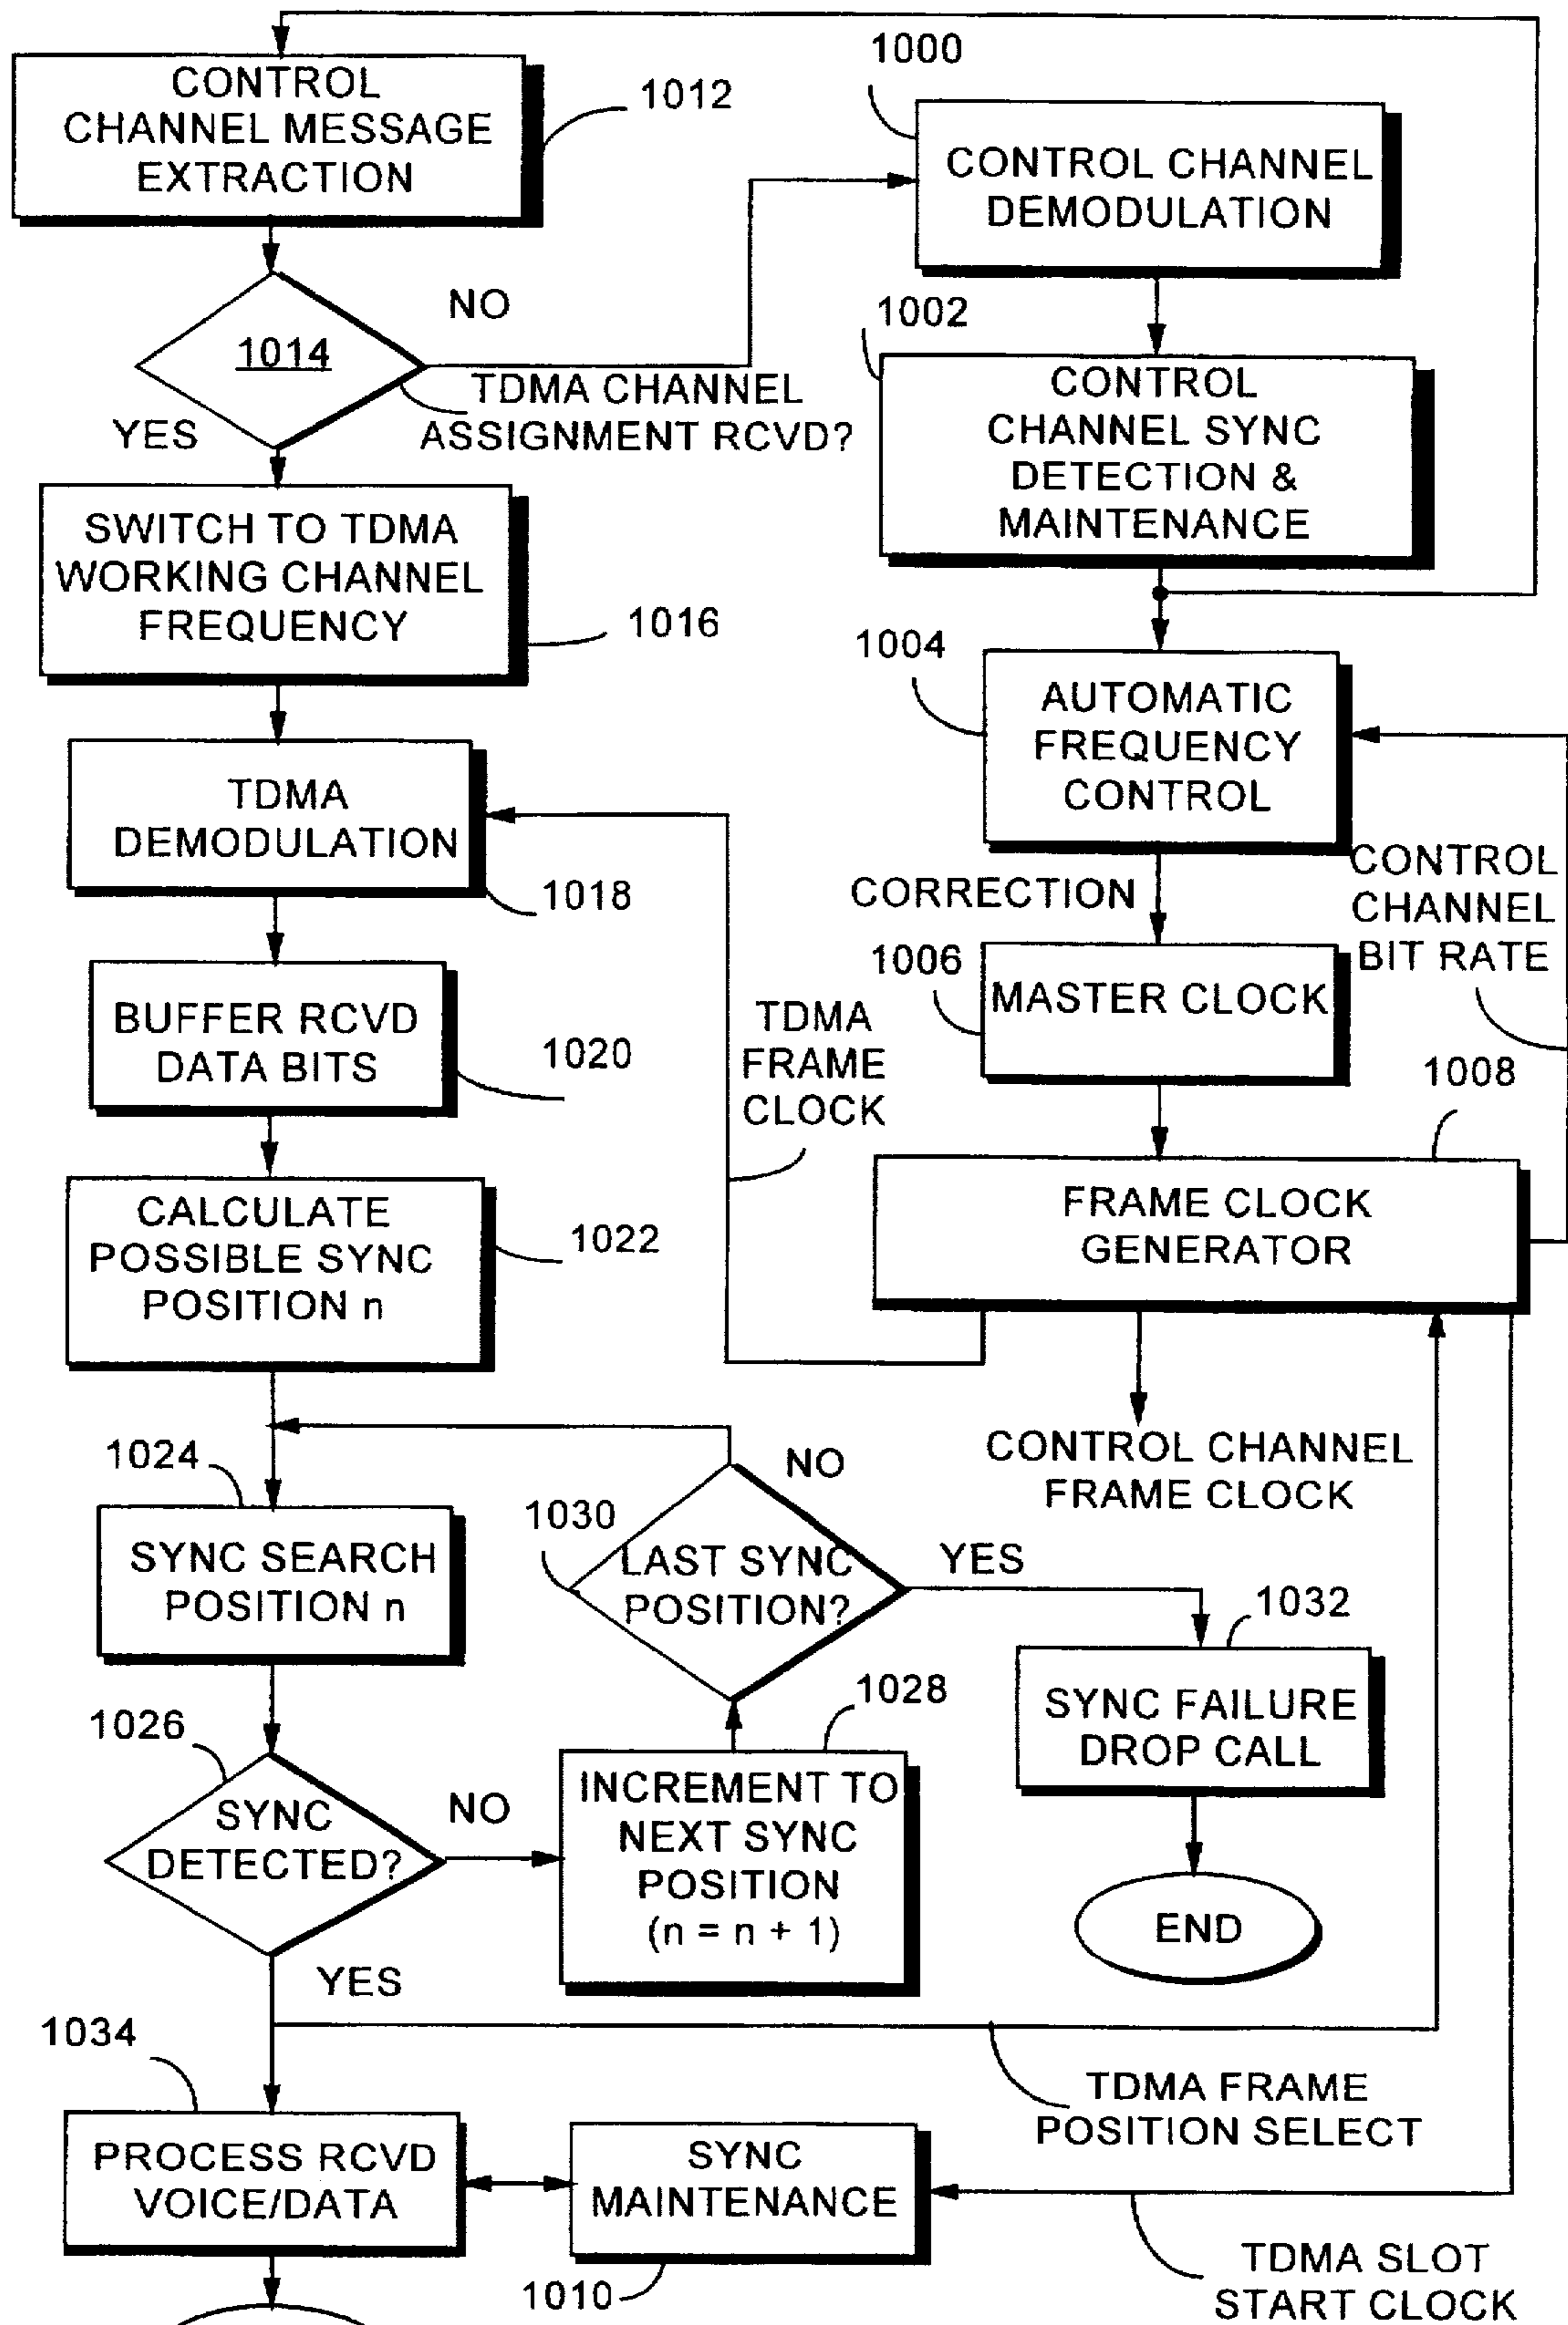 CONTROL
CHANNEL MESSAGE
EXTRACTION
1012
1000
CONTROL CHANNEL
DEMODULATION
1014
NO
YES
TDMA CHANNEL
ASSIGNMENT RCVD?
1002
CONTROL
CHANNEL SYNC
DETECTION &
MAINTENANCE
SWITCH TO TDMA
WORKING CHANNEL
FREQUENCY
1016
1004
AUTOMATIC
FREQUENCY
CONTROL
TDMA
DEMODULATION
1018
CORRECTION
CONTROL
CHANNEL
BIT RATE
1006
MASTER CLOCK
BUFFER RCVD
DATA BITS
1020
TDMA
FRAME
CLOCK
1008
FRAME CLOCK
GENERATOR
CALCULATE
POSSIBLE SYNC
POSITION n
1022
CONTROL CHANNEL
FRAME CLOCK
1024
SYNC SEARCH
POSITION n
NO
1030
LAST SYNC
POSITION?
YES
1032
SYNC FAILURE
DROP CALL
END
1026
SYNC
DETECTED?
NO
YES
1028
INCREMENT TO
NEXT SYNC
POSITION
(n = n + 1)
1034
TDMA FRAME
POSITION SELECT
PROCESS RCVD
VOICE/DATA
SYNC
MAINTENANCE
1010
TDMA SLOT
START CLOCK